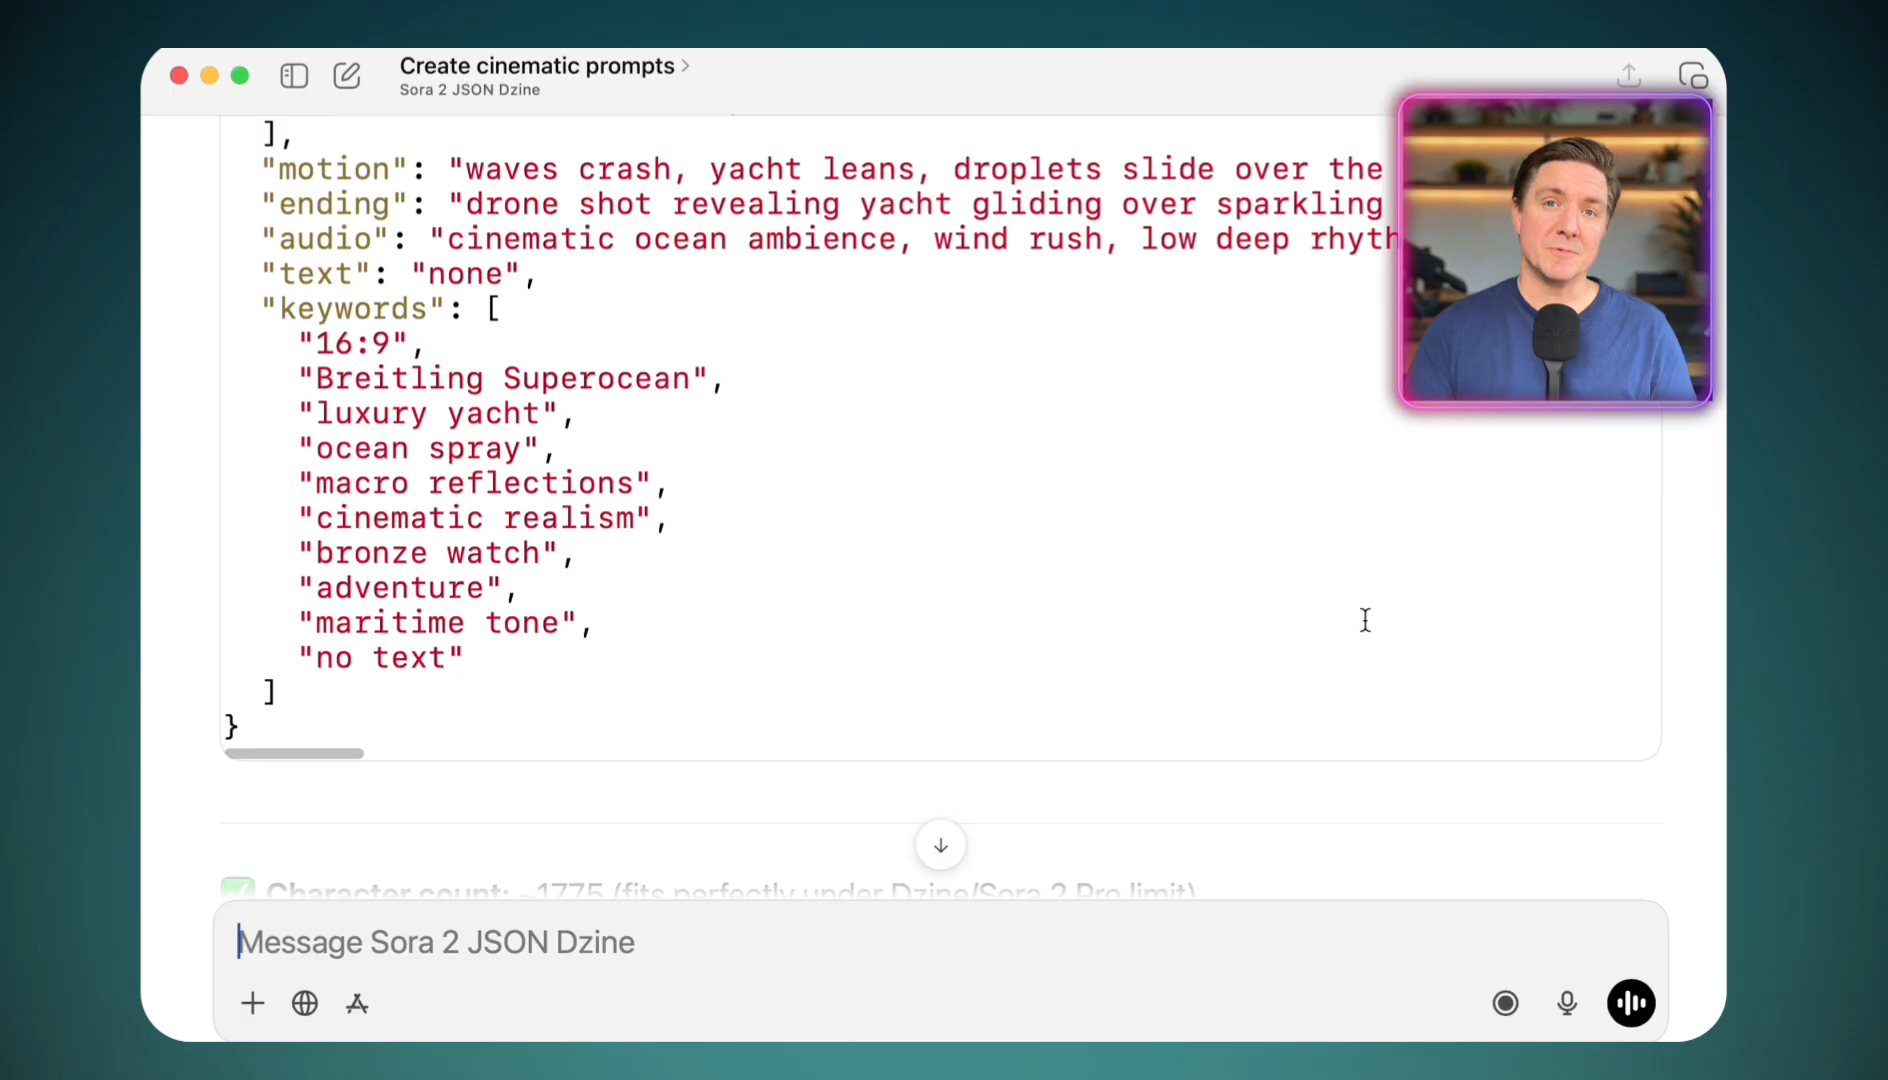 Create cinematic prompts
Sora 2 JSON Dzine
],
"motion": "waves crash, yacht leans, droplets slide over the
"ending": "drone shot revealing yacht gliding over sparkling
"audio": "cinematic ocean ambience, wind rush, low deep rhyth
"text": "none",
"keywords": [
"16:9",
"Breitling Superocean",
"luxury yacht",
"ocean spray",
"macro reflections",
"cinematic realism",
"bronze watch",
"adventure",
"maritime tone",
"no text"
]
}
Character count: ~1775 (fits perfectly under Dzine/Sora 2 Pro limit)
Message Sora 2 JSON Dzine